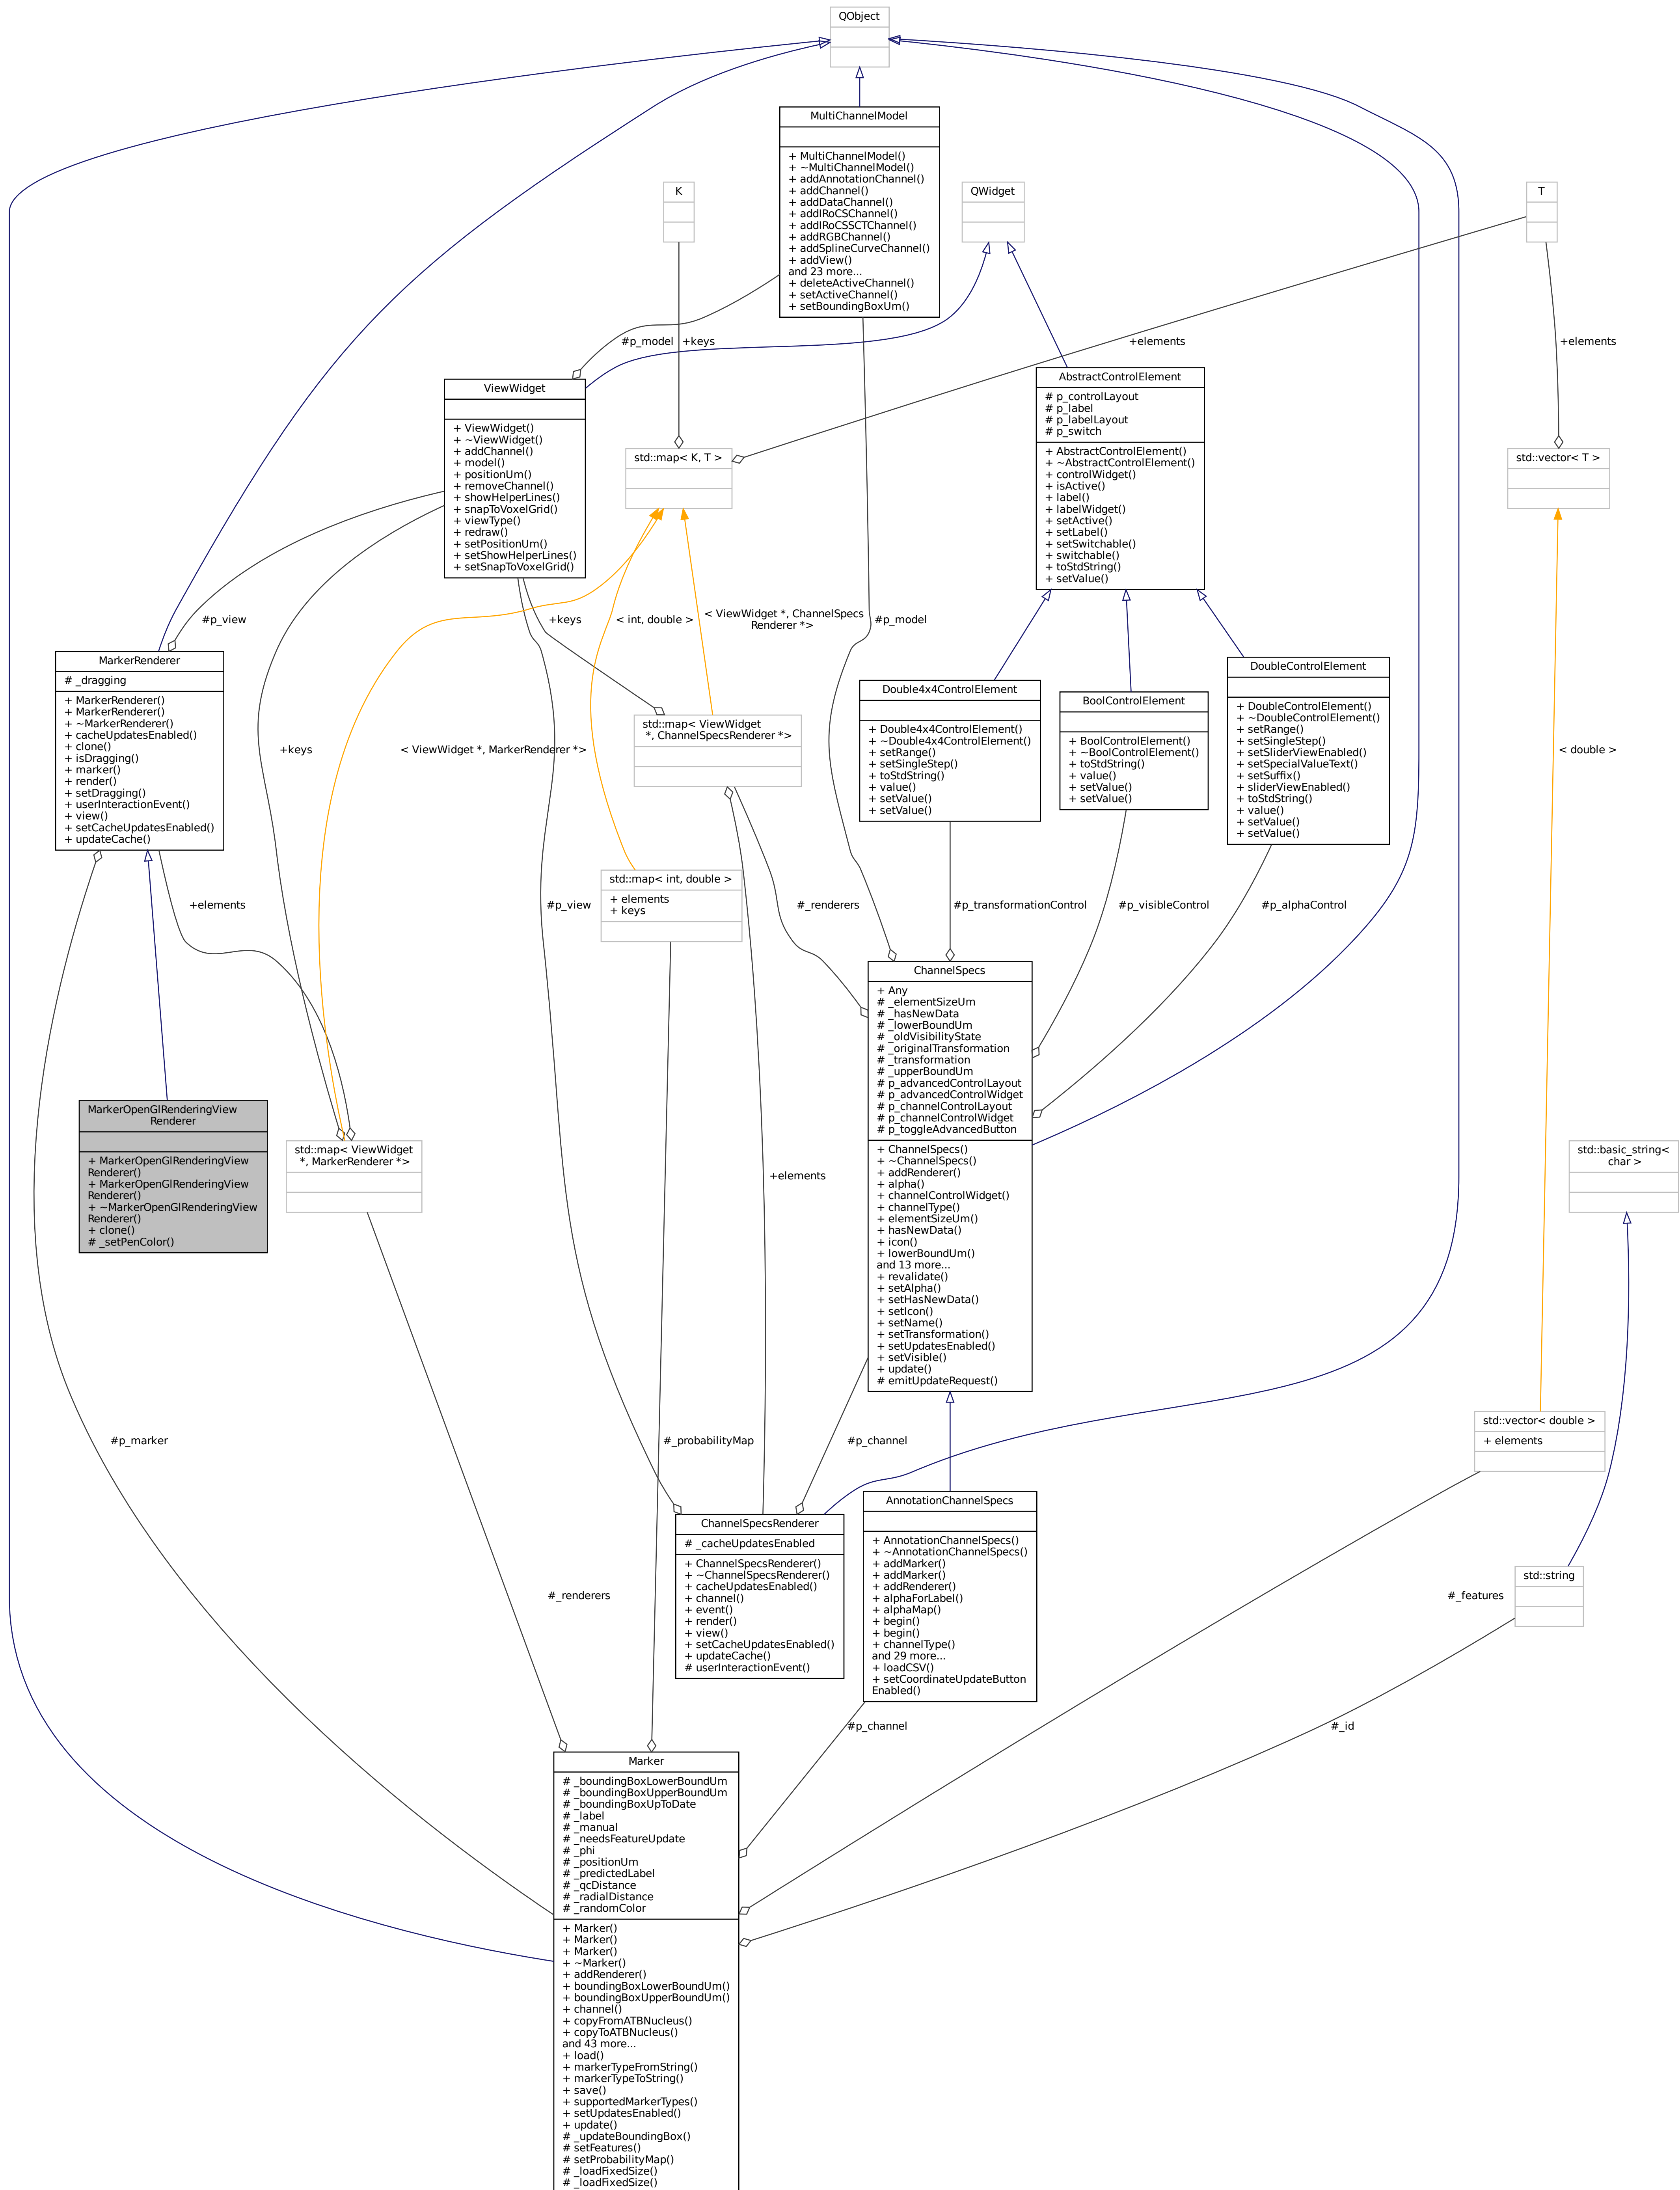 QObject
MultiChannelModel
+ MultiChannelModel()
+ ~MultiChannelModel()
+ addAnnotationChannel()
+ addChannel()
+ addDataChannel()
+ addIRoCSChannel()
+ addIRoCSSCTChannel()
+ addRGBChannel()
+ addSplineCurveChannel()
+ addView()
and 23 more...
+ deleteActiveChannel()
+ setActiveChannel()
+ setBoundingBoxUm()
K
QWidget
T
#p_model
+keys
+elements
+elements
ViewWidget
+ ViewWidget()
+ ~ViewWidget()
+ addChannel()
+ model()
+ positionUm()
+ removeChannel()
+ showHelperLines()
+ snapToVoxelGrid()
+ viewType()
+ redraw()
+ setPositionUm()
+ setShowHelperLines()
+ setSnapToVoxelGrid()
std::map< K, T >
AbstractControlElement
# p_controlLayout
# p_label
# p_labelLayout
# p_switch
+ AbstractControlElement()
+ ~AbstractControlElement()
+ controlWidget()
+ isActive()
+ label()
+ labelWidget()
+ setActive()
+ setLabel()
+ setSwitchable()
+ switchable()
+ toStdString()
+ setValue()
std::vector< T >
#p_view
+keys
< int, double >
< ViewWidget *, ChannelSpecs
Renderer *>
#p_model
MarkerRenderer
# _dragging
+ MarkerRenderer()
+ MarkerRenderer()
+ ~MarkerRenderer()
+ cacheUpdatesEnabled()
+ clone()
+ isDragging()
+ marker()
+ render()
+ setDragging()
+ userInteractionEvent()
+ view()
+ setCacheUpdatesEnabled()
+ updateCache()
+keys
< ViewWidget *, MarkerRenderer *>
std::map< ViewWidget
*, ChannelSpecsRenderer *>
Double4x4ControlElement
+ Double4x4ControlElement()
+ ~Double4x4ControlElement()
+ setRange()
+ setSingleStep()
+ toStdString()
+ value()
+ setValue()
+ setValue()
BoolControlElement
+ BoolControlElement()
+ ~BoolControlElement()
+ toStdString()
+ value()
+ setValue()
+ setValue()
DoubleControlElement
+ DoubleControlElement()
+ ~DoubleControlElement()
+ setRange()
+ setSingleStep()
+ setSliderViewEnabled()
+ setSpecialValueText()
+ setSuffix()
+ sliderViewEnabled()
+ toStdString()
+ value()
+ setValue()
+ setValue()
< double >
+elements
#p_view
std::map< int, double >
+ elements
+ keys
#_renderers
#p_transformationControl
#p_visibleControl
#p_alphaControl
ChannelSpecs
+ Any
# _elementSizeUm
# _hasNewData
# _lowerBoundUm
# _oldVisibilityState
# _originalTransformation
# _transformation
# _upperBoundUm
# p_advancedControlLayout
# p_advancedControlWidget
# p_channelControlLayout
# p_channelControlWidget
# p_toggleAdvancedButton
+ ChannelSpecs()
+ ~ChannelSpecs()
+ addRenderer()
+ alpha()
+ channelControlWidget()
+ channelType()
+ elementSizeUm()
+ hasNewData()
+ icon()
+ lowerBoundUm()
and 13 more...
+ revalidate()
+ setAlpha()
+ setHasNewData()
+ setIcon()
+ setName()
+ setTransformation()
+ setUpdatesEnabled()
+ setVisible()
+ update()
# emitUpdateRequest()
MarkerOpenGlRenderingView
Renderer
+ MarkerOpenGlRenderingView
Renderer()
+ MarkerOpenGlRenderingView
Renderer()
+ ~MarkerOpenGlRenderingView
Renderer()
+ clone()
# _setPenColor()
std::map< ViewWidget
*, MarkerRenderer *>
+elements
std::basic_string<
char >
#p_marker
#_probabilityMap
#p_channel
std::vector< double >
+ elements
ChannelSpecsRenderer
# _cacheUpdatesEnabled
+ ChannelSpecsRenderer()
+ ~ChannelSpecsRenderer()
+ cacheUpdatesEnabled()
+ channel()
+ event()
+ render()
+ view()
+ setCacheUpdatesEnabled()
+ updateCache()
# userInteractionEvent()
AnnotationChannelSpecs
+ AnnotationChannelSpecs()
+ ~AnnotationChannelSpecs()
+ addMarker()
+ addMarker()
+ addRenderer()
+ alphaForLabel()
+ alphaMap()
+ begin()
+ begin()
+ channelType()
and 29 more...
+ loadCSV()
+ setCoordinateUpdateButton
Enabled()
#_renderers
#_features
std::string
#p_channel
#_id
Marker
# _boundingBoxLowerBoundUm
# _boundingBoxUpperBoundUm
# _boundingBoxUpToDate
# _label
# _manual
# _needsFeatureUpdate
# _phi
# _positionUm
# _predictedLabel
# _qcDistance
# _radialDistance
# _randomColor
+ Marker()
+ Marker()
+ Marker()
+ ~Marker()
+ addRenderer()
+ boundingBoxLowerBoundUm()
+ boundingBoxUpperBoundUm()
+ channel()
+ copyFromATBNucleus()
+ copyToATBNucleus()
and 43 more...
+ load()
+ markerTypeFromString()
+ markerTypeToString()
+ save()
+ supportedMarkerTypes()
+ setUpdatesEnabled()
+ update()
# _updateBoundingBox()
# setFeatures()
# setProbabilityMap()
# _loadFixedSize()
# _loadFixedSize()